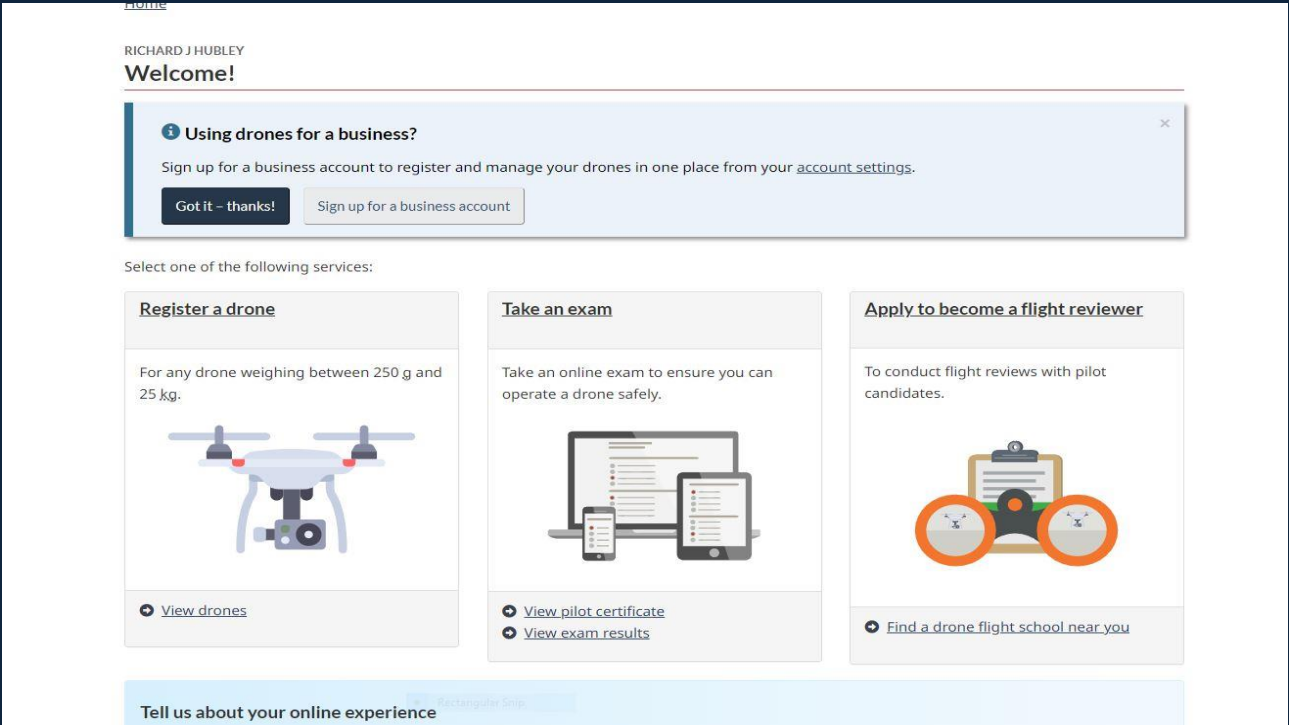 Home
RICHARD J HUBLEY
Welcome!
Using drones for a business?
Sign up for a business account to register and manage your drones in one place from your account settings.
Got it – thanks!
Sign up for a business account
Select one of the following services:
Register a drone
For any drone weighing between 250 g and
25 kg.
View drones
Take an exam
Take an online exam to ensure you can
operate a drone safely.
View pilot certificate
View exam results
Apply to become a flight reviewer
To conduct flight reviews with pilot
candidates.
Find a drone flight school near you
Rectangular Snip
Tell us about your online experience